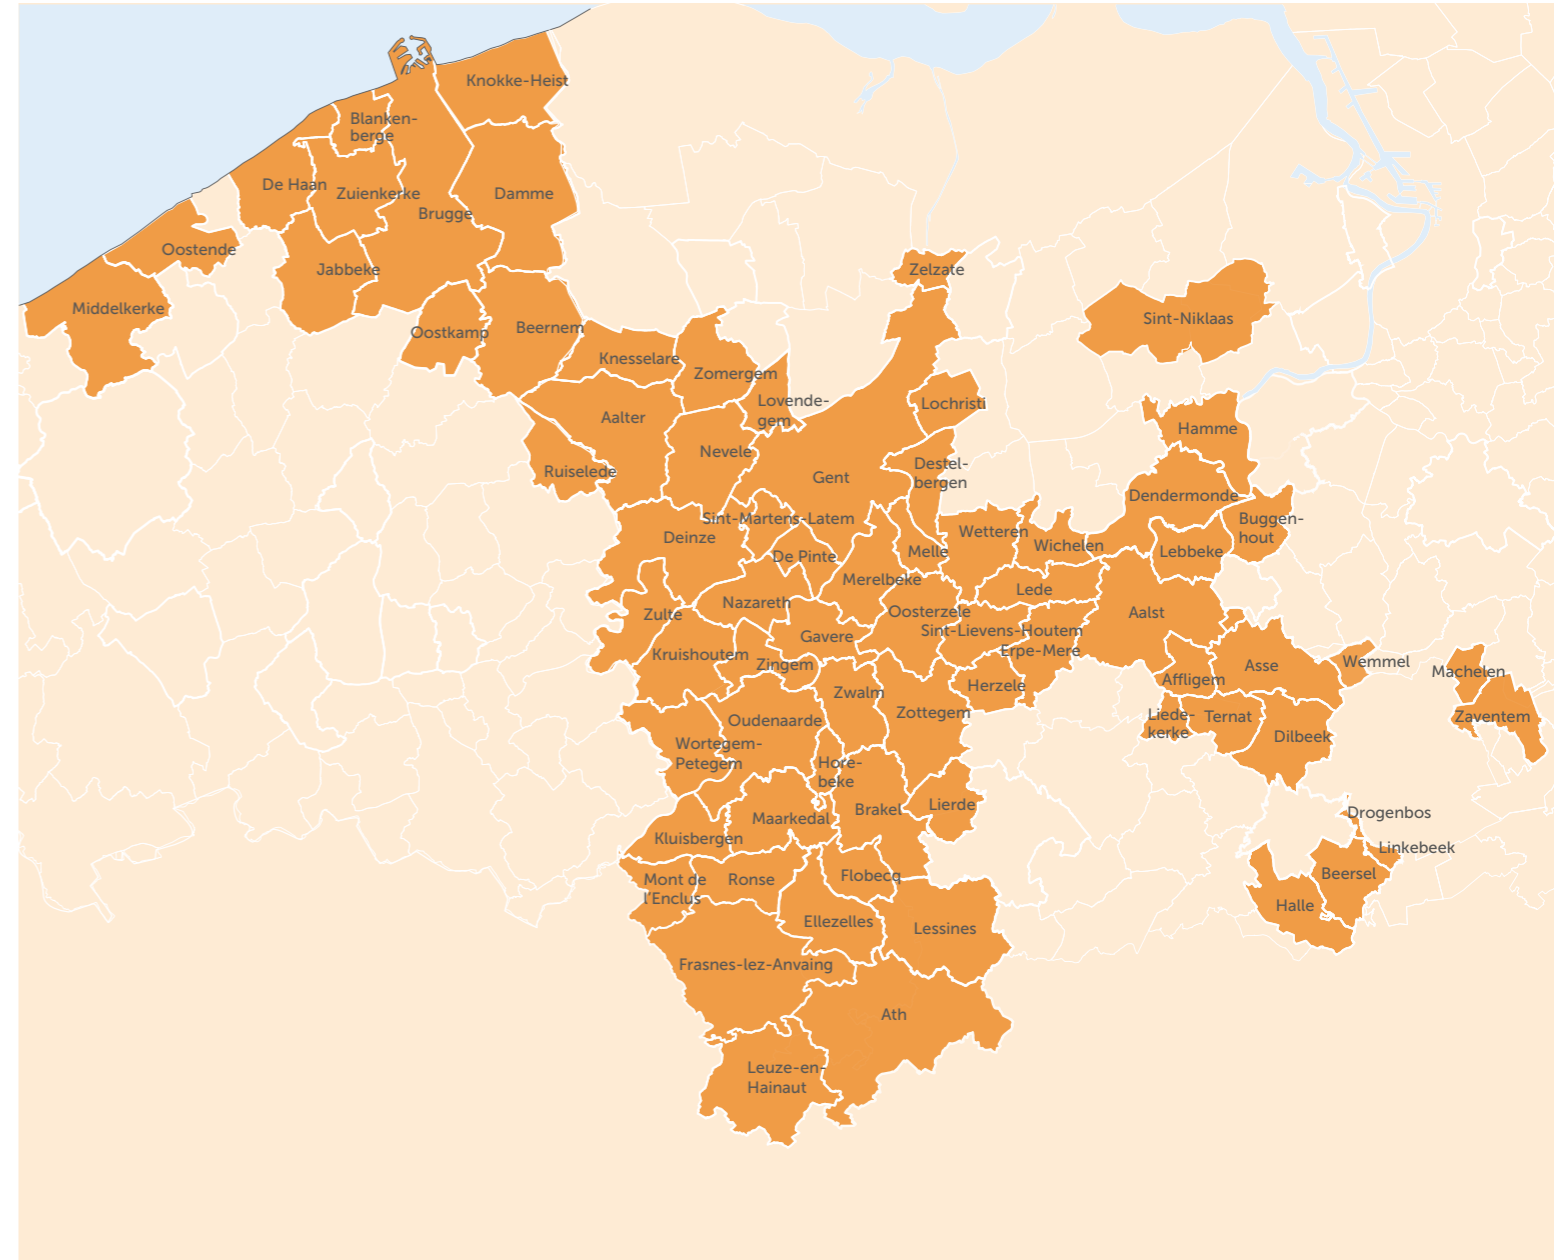 Knokke-Heist
Blanken-
berge
De Haan
Zuienkerke
Damme
Brugge
Oostende
Jabbeke
Zelzate
Middelkerke
Sint-Niklaas
Oostkamp
Beernem
Knesselare
Zomergem
Lovende-
gem
Lochristi
Aalter
Hamme
Nevele
Ruiselede
Gent
Destel-
bergen
Dendermonde
Sint-Martens-Latem
Buggen-
hout
Deinze
Wetteren
Wichelen
Lebbeke
De Pinte
Melle
Merelbeke
Lede
Nazareth
Zulte
Oosterzele
Aalst
Gavere
Sint-Lievens-Houtem
Kruishoutem
Erpe-Mere
Zingem
Asse
Wemmel
Machelen
Affligem
Herzele
Zwalm
Zottegem
Liede-
kerke
Ternat
Zaventem
Oudenaarde
Dilbeek
Wortegem-
Petegem
Hore-
beke
Lierde
Brakel
Drogenbos
Maarkedal
Kluisbergen
Linkebeek
Beersel
Mont de
l'Enclus
Ronse
Flobecq
Halle
Ellezelles
Lessines
Frasnes-lez-Anvaing
Ath
Leuze-en-
Hainaut